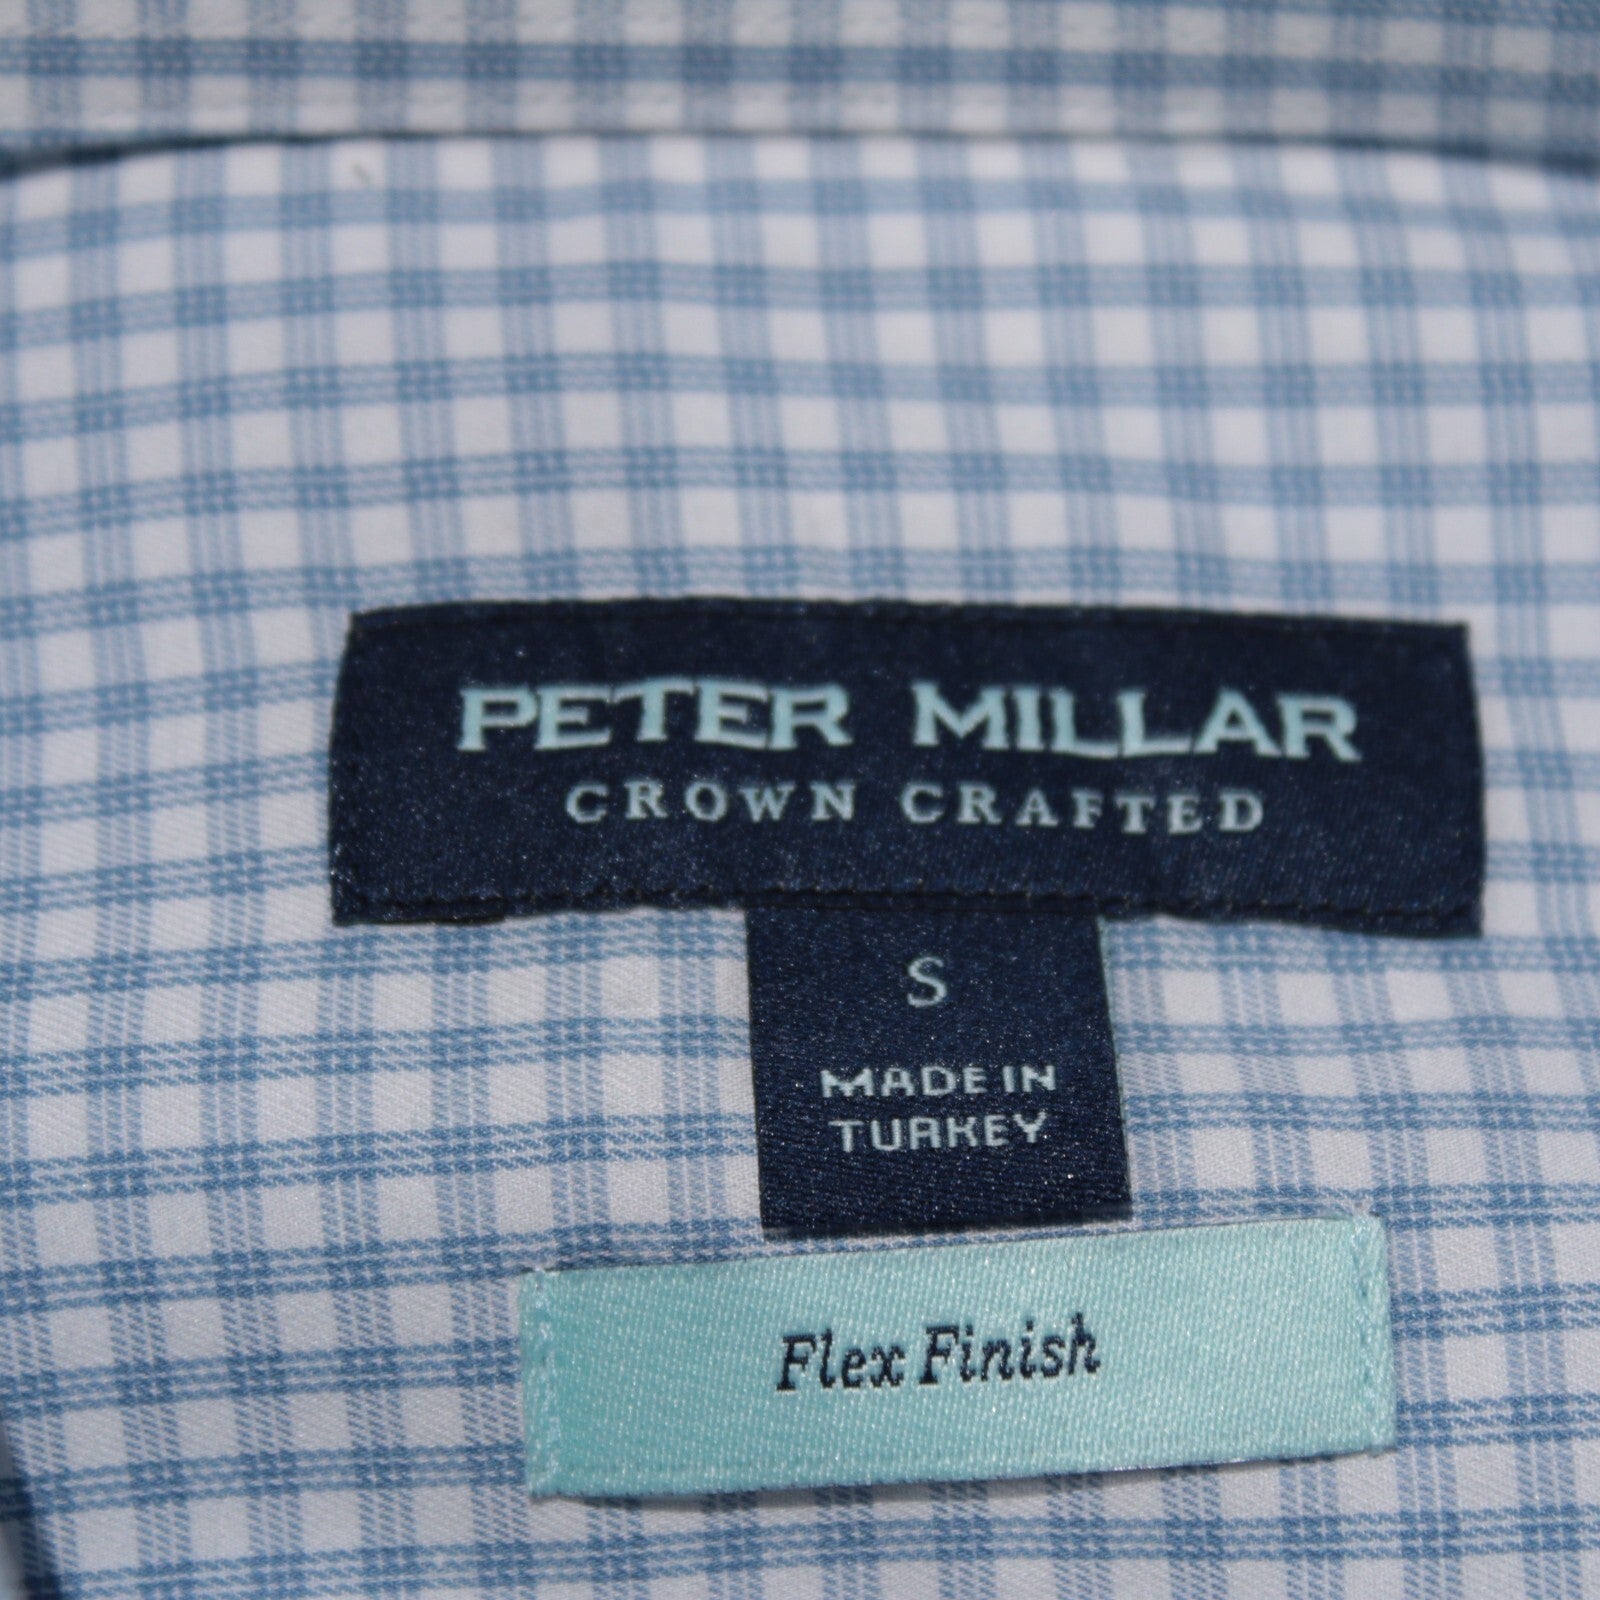 PETER MILLAR
CROWN CRAFTED
S
MADE IN
TURKEY
Flex Finish